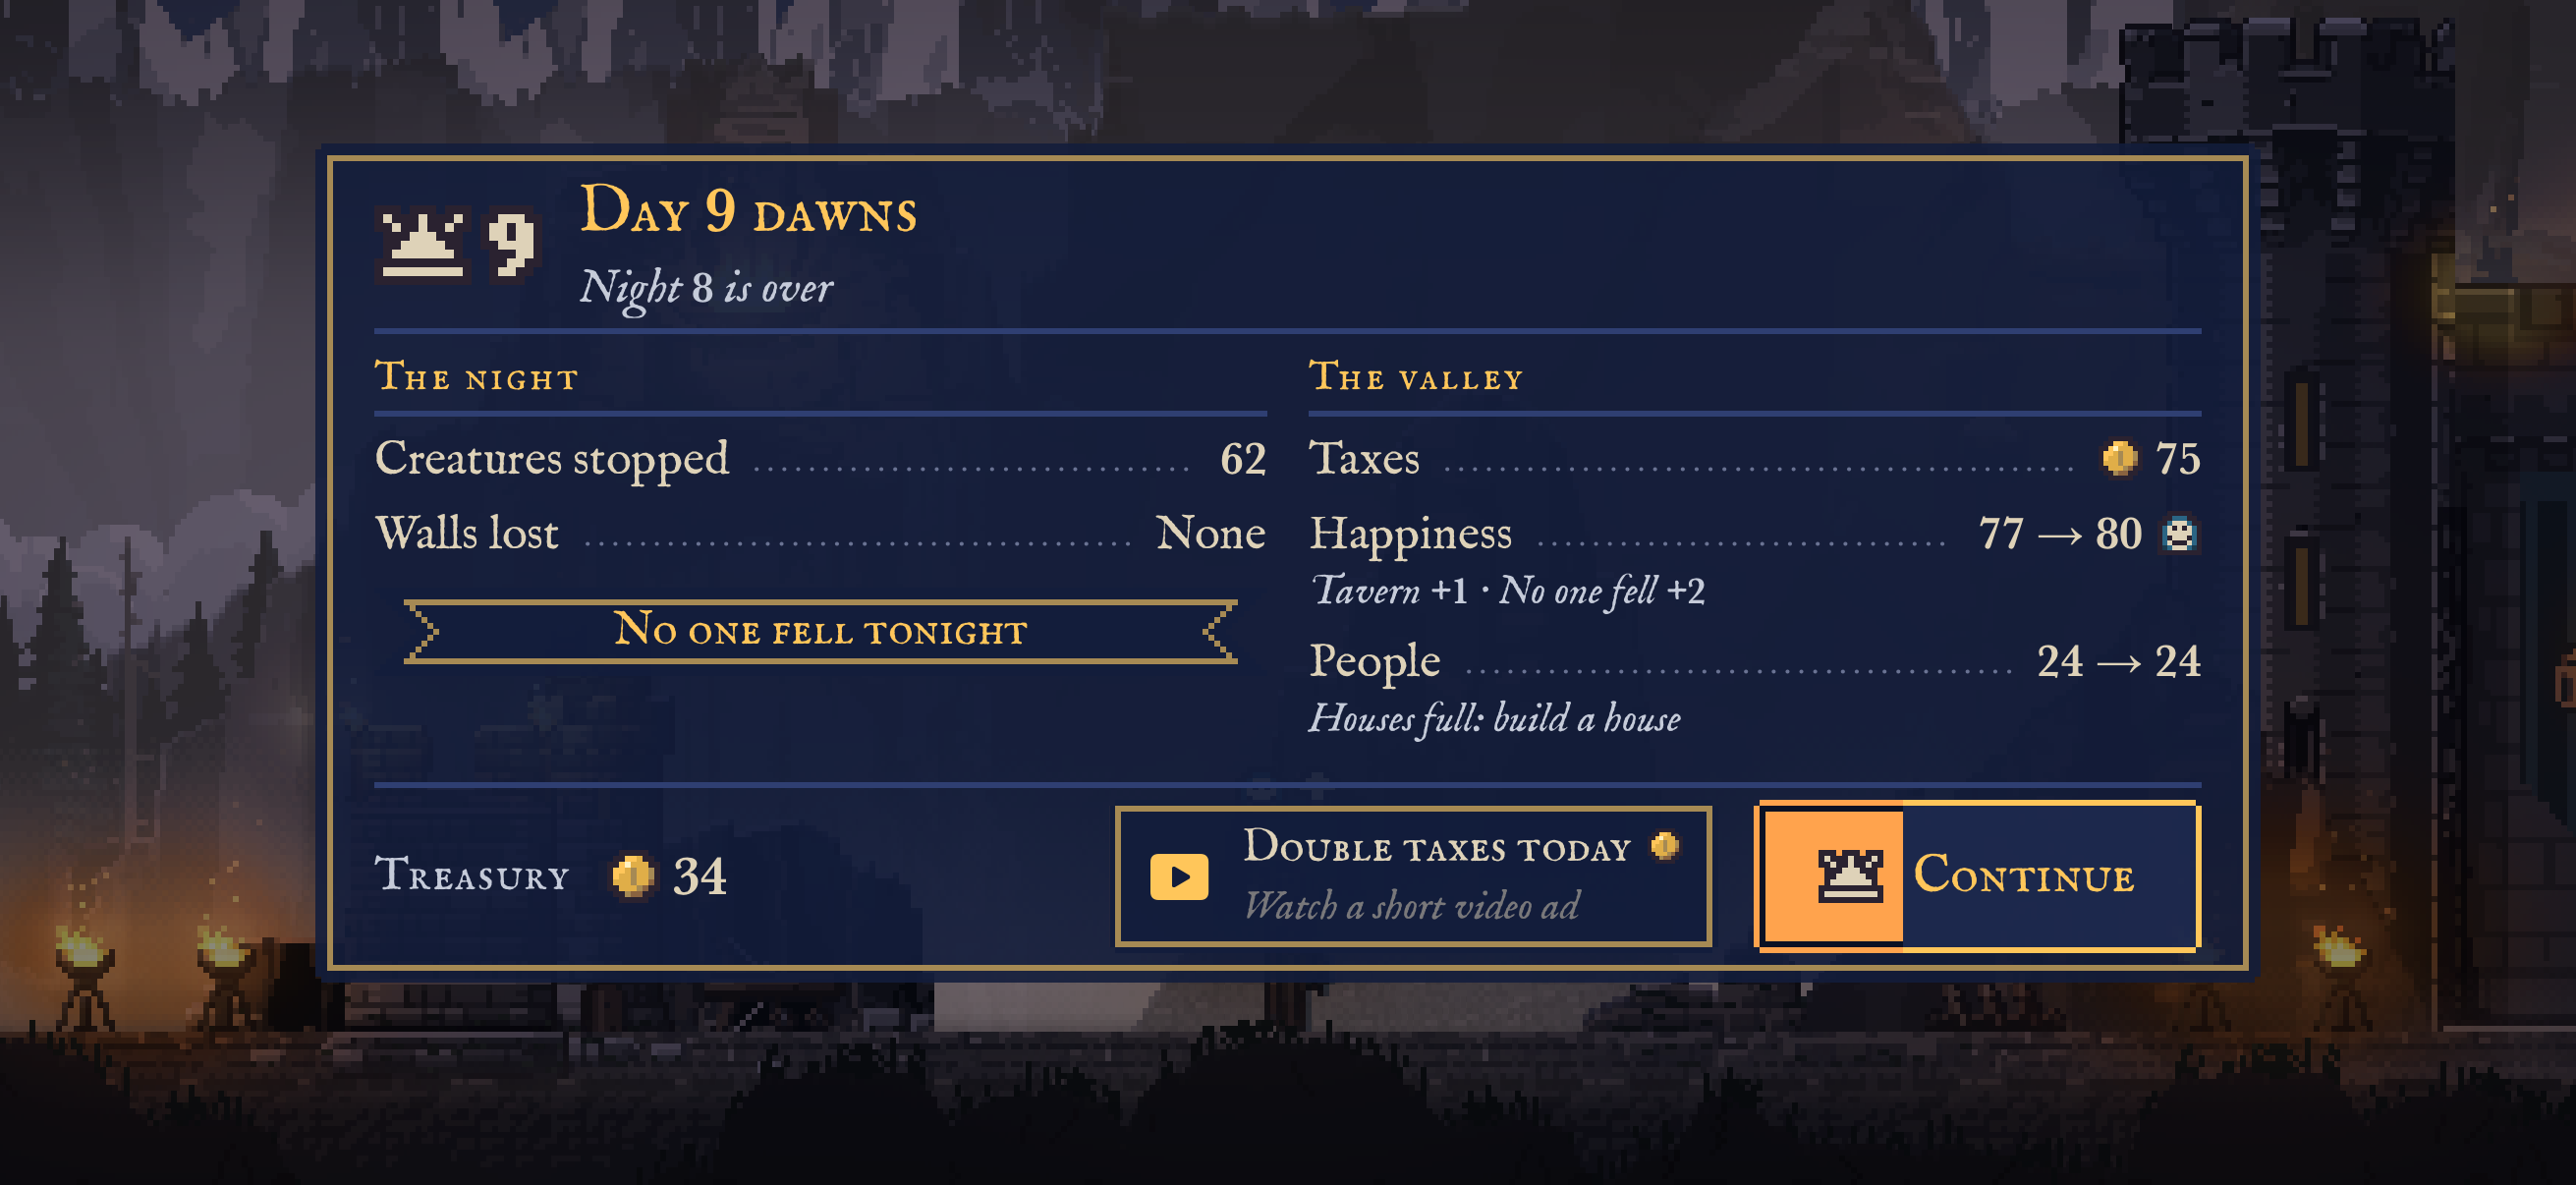 9
Day 9 dawns
Night 8 is over
The night
Creatures stopped 62
Walls lost None
No one fell tonight
The valley
Taxes 75
Happiness 77 → 80
Tavern +1 · No one fell +2
People 24 → 24
Houses full: build a house
Treasury 34
Double taxes today
Watch a short video ad
Continue